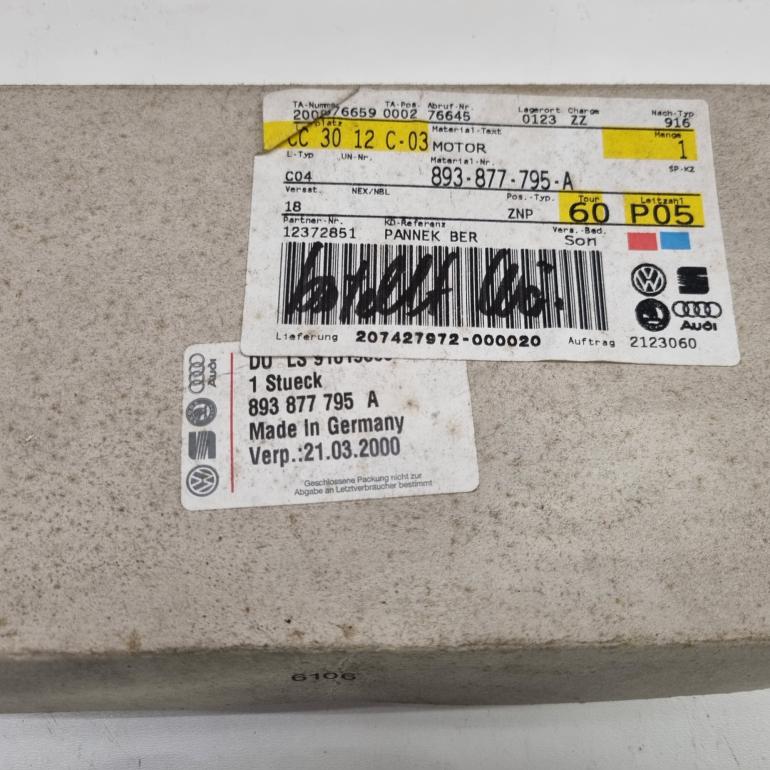 TA-Numme TA-Pos. Abruf-Nr. Lagerort Charge Nach-Typ
76659 0002 76645 0123 ZZ 916
platz Material-Text Menge
CC 30 12 C-03 MOTOR 1
L-Typ UN-Nr. Material-Nr. SP-KZ
C04 893-877-795-A
Versat. NEX/NBL Pos.-Typ. Tour Leitzahl
18 ZNP 60 P05
Partner-Nr. KD-Referenz Vers.-Bed.
12372851 PANNEK BER Son
Audi
Lieferung 207427972-000020 Auftrag 2123060
Audi
1 Stueck
893 877 795 A
Made In Germany
Verp.:21.03.2000
Geschlossene Packung nicht zur
Abgabe an Letztverbraucher bestimmt
6106